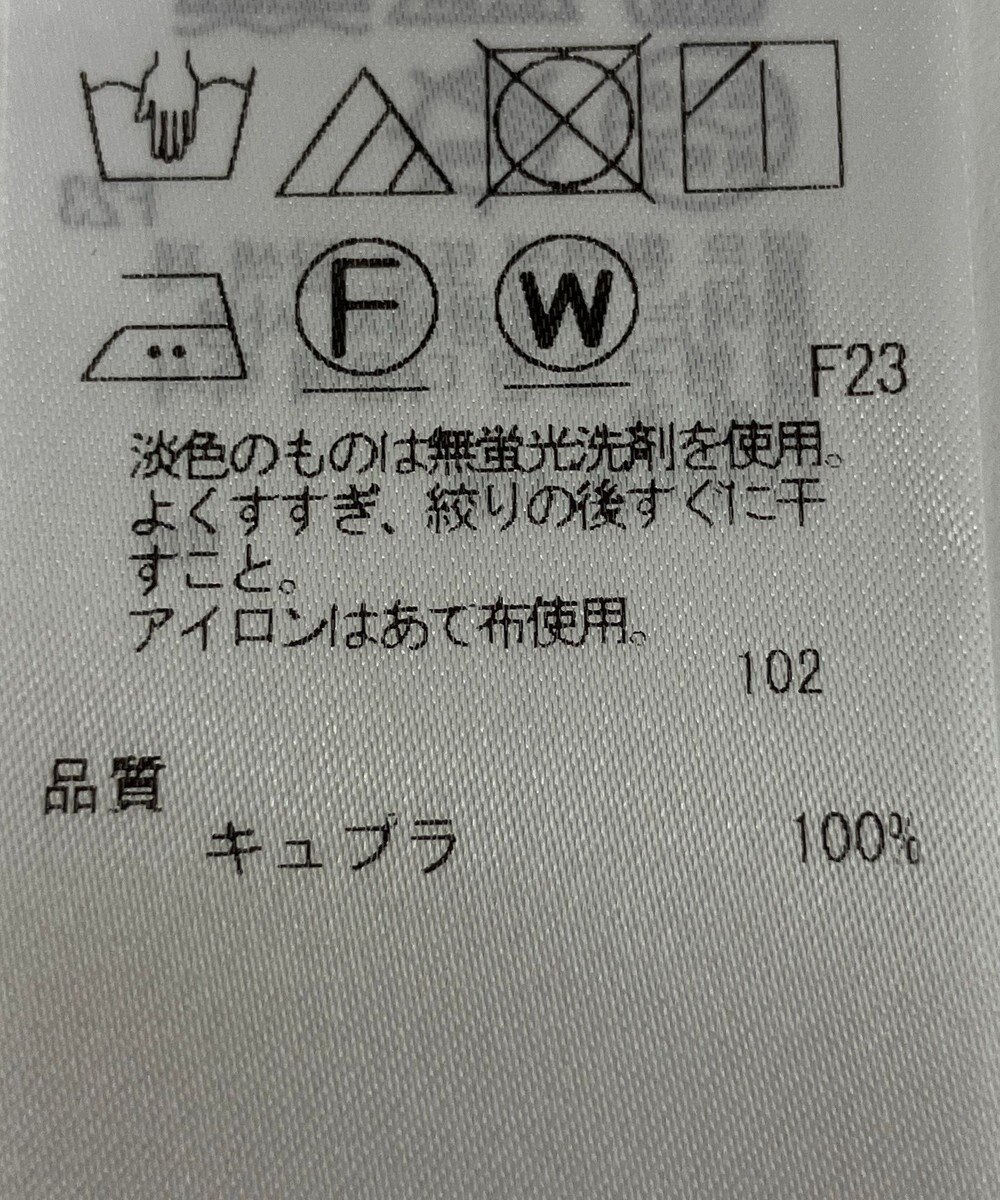 F W
F23
淡色のものは無蛍光洗剤を使用。
よくすすぎ、絞りの後すぐに干
すこと。
アイロンはあて布使用。
102
品質
キュプラ 100%